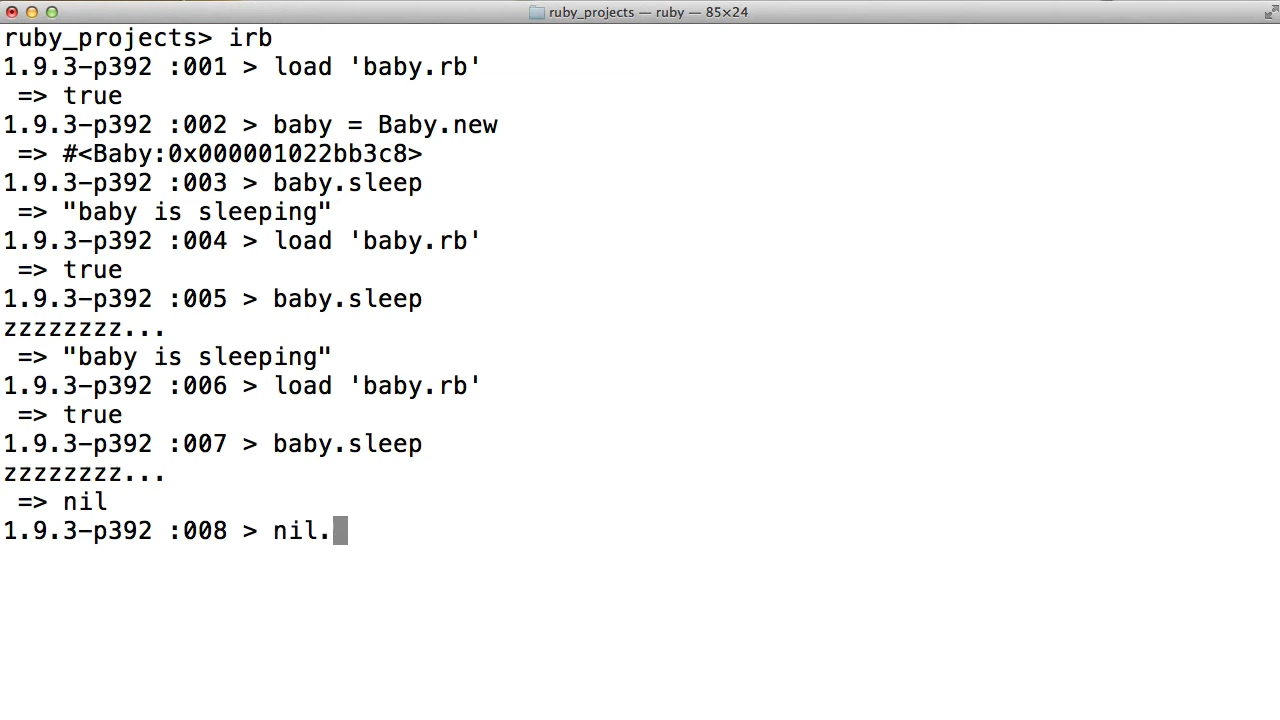 ruby_projects — ruby — 85×24
ruby_projects> irb
1.9.3-p392 :001 > load 'baby.rb'
 => true
1.9.3-p392 :002 > baby = Baby.new
 => #<Baby:0x000001022bb3c8>
1.9.3-p392 :003 > baby.sleep
 => "baby is sleeping"
1.9.3-p392 :004 > load 'baby.rb'
 => true
1.9.3-p392 :005 > baby.sleep
zzzzzzzz...
 => "baby is sleeping"
1.9.3-p392 :006 > load 'baby.rb'
 => true
1.9.3-p392 :007 > baby.sleep
zzzzzzzz...
 => nil
1.9.3-p392 :008 > nil.